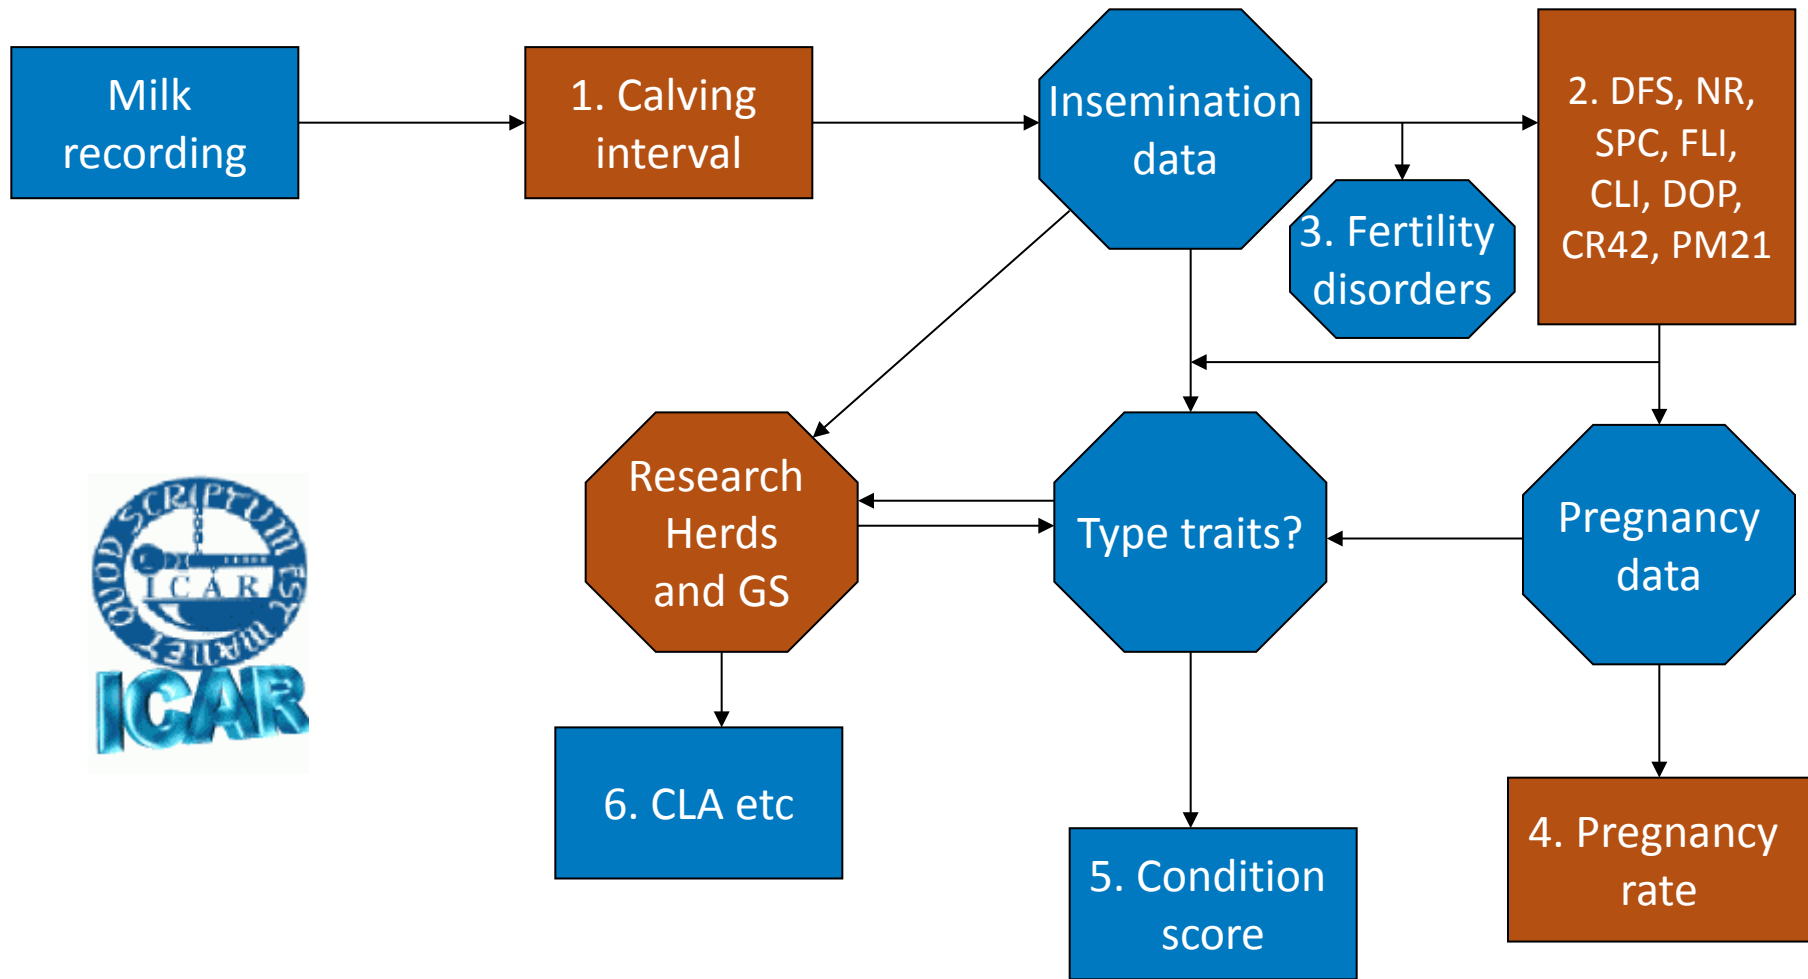 Milk
recording
1. Calving
interval
Insemination
data
2. DFS, NR,
SPC, FLI,
CLI, DOP,
CR42, PM21
3. Fertility
disorders
Research
Herds
and GS
Type traits?
Pregnancy
data
QUOD SCRIPTUM EST MANET
ICAR
ICAR
6. CLA etc
5. Condition
score
4. Pregnancy
rate